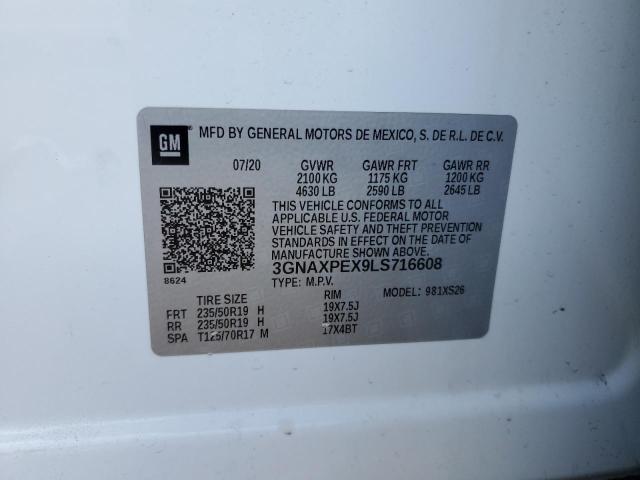 GM MFD BY GENERAL MOTORS DE MEXICO, S. DE R.L. DE C.V.
07/20 GVWR GAWR FRT GAWR RR
2100 KG 1175 KG 1200 KG
4630 LB 2590 LB 2645 LB
THIS VEHICLE CONFORMS TO ALL
APPLICABLE U.S. FEDERAL MOTOR
VEHICLE SAFETY AND THEFT PREVENTION
STANDARDS IN EFFECT ON THE DATE OF
MANUFACTURE SHOWN ABOVE.
8624 3GNAXPEX9LS716608
TYPE: M.P.V. MODEL: 981XS26
TIRE SIZE RIM
FRT 235/50R19 H 19X7.5J
RR 235/50R19 H 19X7.5J
SPA T125/70R17 M 17X4BT